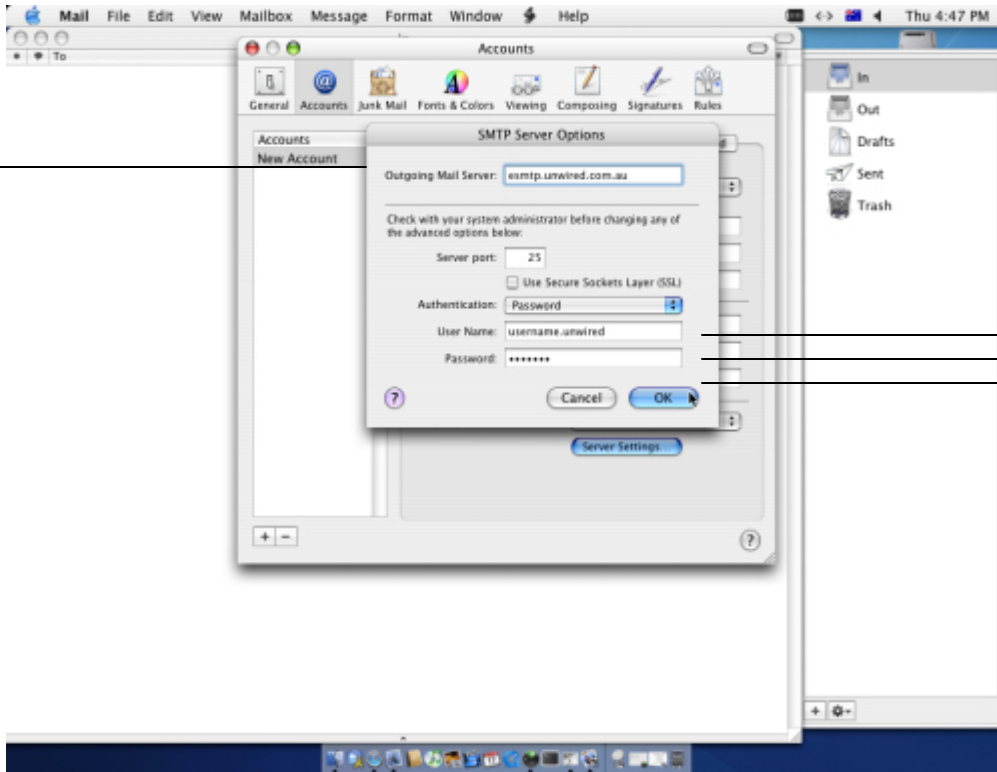 Mail File Edit View Mailbox Message Format Window Help Thu 4:47 PM
To
Accounts
General Accounts Junk Mail Fonts & Colors Viewing Composing Signatures Rules
Accounts
New Account
SMTP Server Options
Outgoing Mail Server: esmtp.unwired.com.au
Check with your system administrator before changing any of
the advanced options below:
Server port: 25
Use Secure Sockets Layer (SSL)
Authentication: Password
User Name: username.unwired
Password: •••••••
? Cancel OK
Server Settings...
+ − ?
In
Out
Drafts
Sent
Trash
+